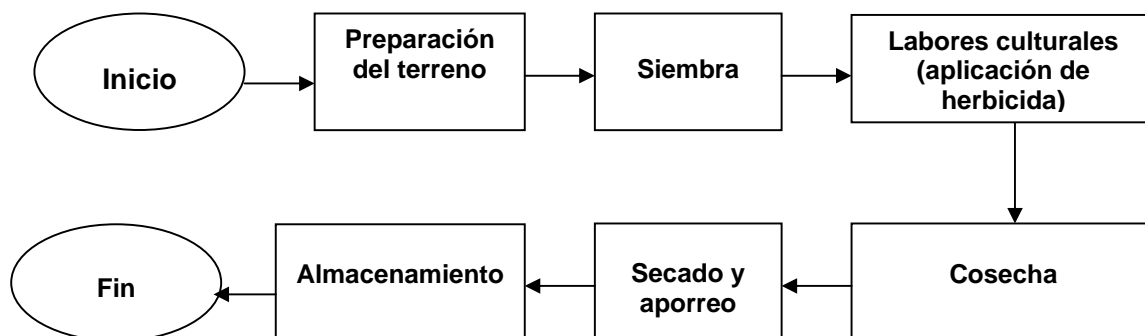 Inicio
Preparación
del terreno
Siembra
Labores culturales
(aplicación de
herbicida)
Cosecha
Secado y
aporreo
Almacenamiento
Fin